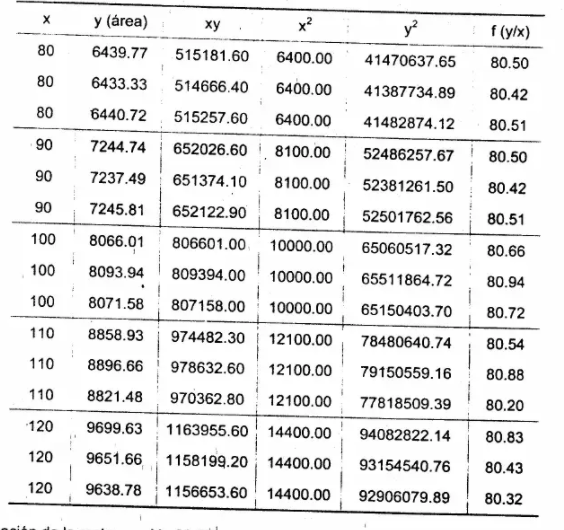 x y (área) xy x² y² f (y/x)
80 6439.77 515181.60 6400.00 41470637.65 80.50
80 6433.33 514666.40 6400.00 41387734.89 80.42
80 6440.72 515257.60 6400.00 41482874.12 80.51
90 7244.74 652026.60 8100.00 52486257.67 80.50
90 7237.49 651374.10 8100.00 52381261.50 80.42
90 7245.81 652122.90 8100.00 52501762.56 80.51
100 8066.01 806601.00 10000.00 65060517.32 80.66
100 8093.94 809394.00 10000.00 65511864.72 80.94
100 8071.58 807158.00 10000.00 65150403.70 80.72
110 8858.93 974482.30 12100.00 78480640.74 80.54
110 8896.66 978632.60 12100.00 79150559.16 80.88
110 8821.48 970362.80 12100.00 77818509.39 80.20
120 9699.63 1163955.60 14400.00 94082822.14 80.83
120 9651.66 1158199.20 14400.00 93154540.76 80.43
120 9638.78 1156653.60 14400.00 92906079.89 80.32